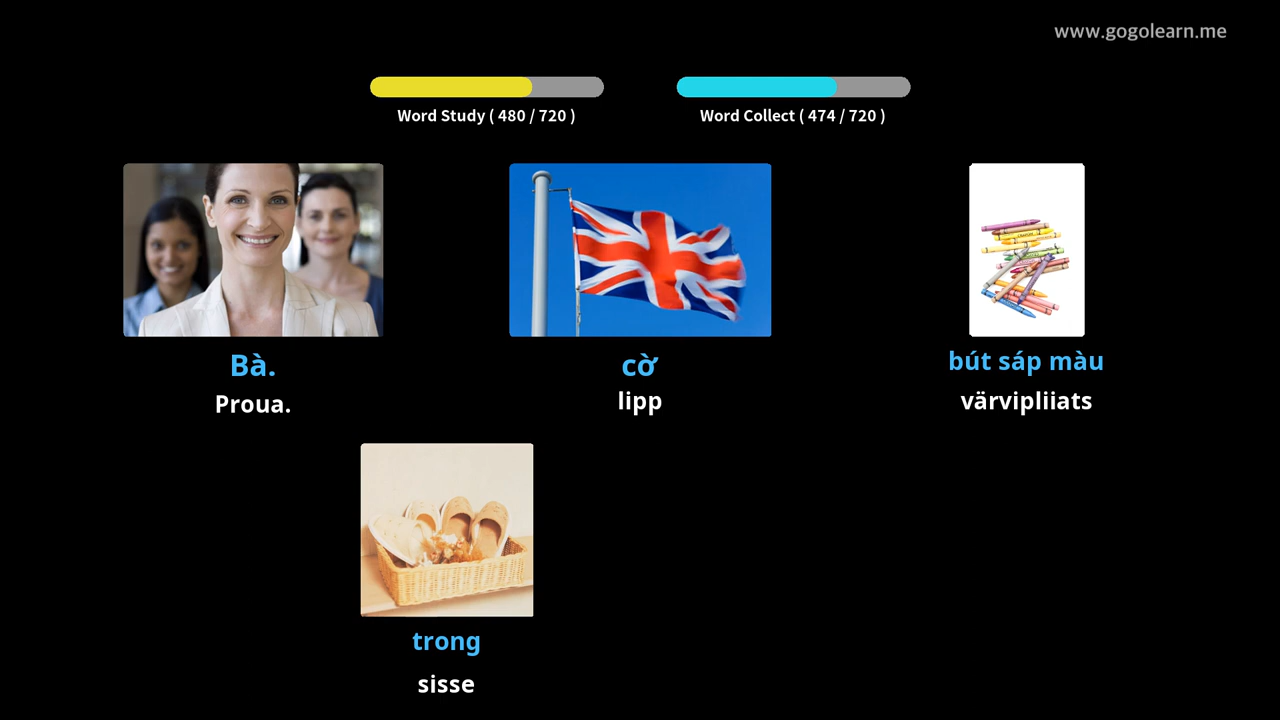 www.gogolearn.me
Word Study ( 480 / 720 )
Word Collect ( 474 / 720 )
Bà.
Proua.
cờ
lipp
bút sáp màu
värvipliiats
trong
sisse